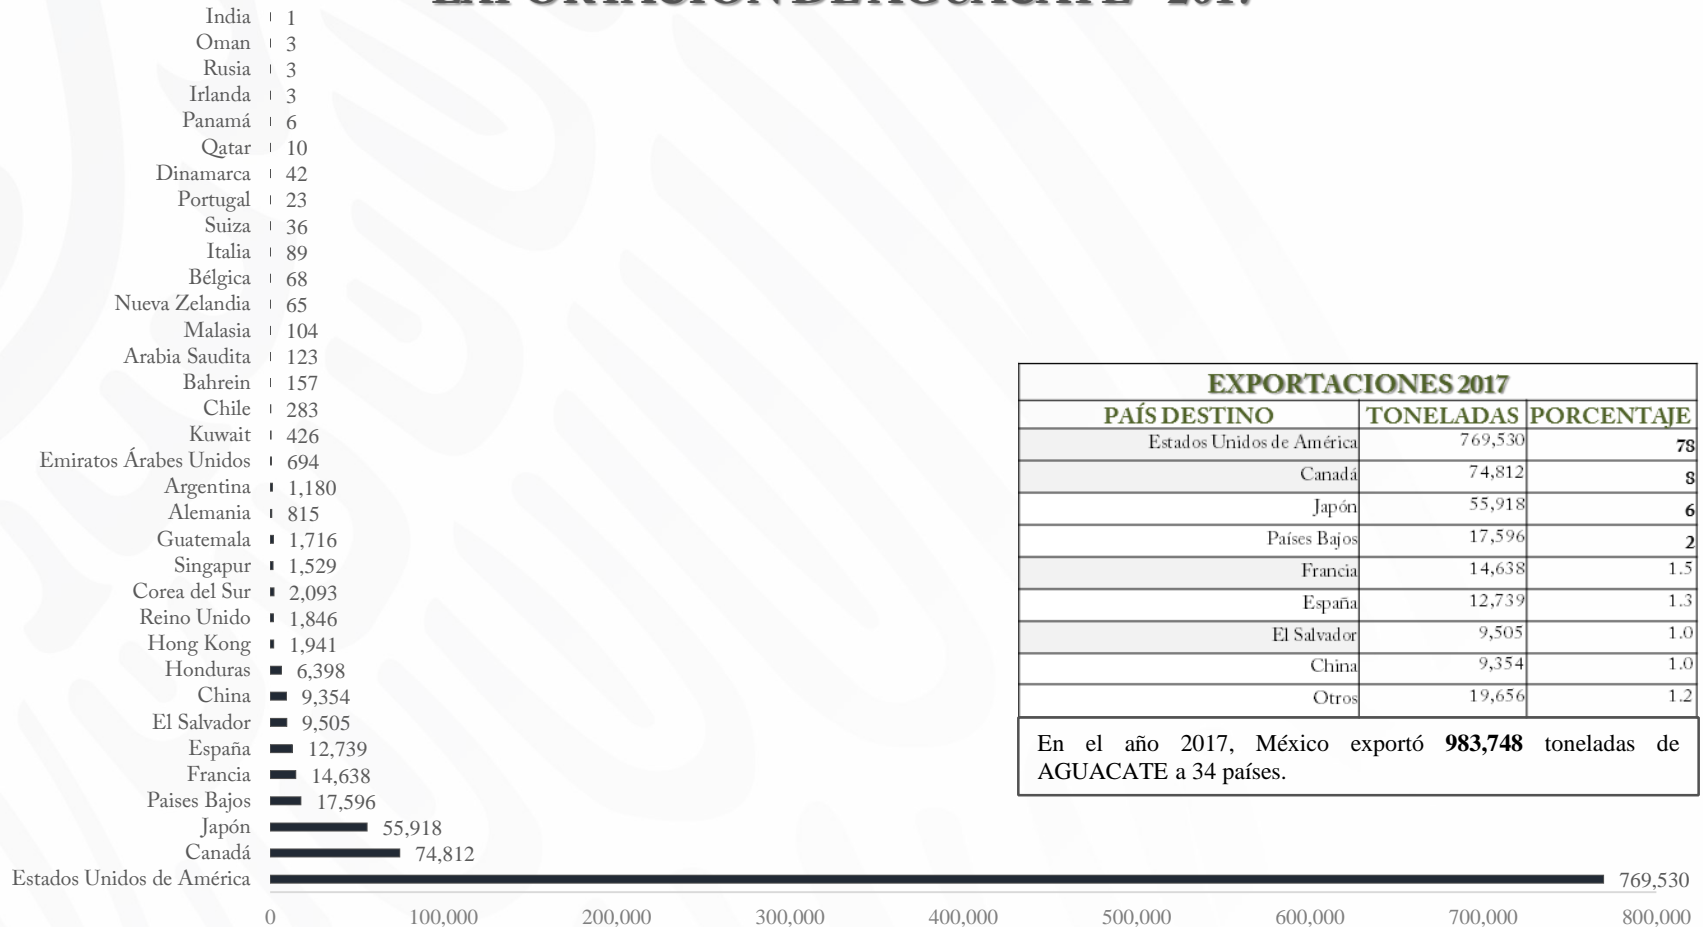 EXPORTACIÓN DE AGUACATE - 2017
India 1
Oman 3
Rusia 3
Irlanda 3
Panamá 6
Qatar 10
Dinamarca 42
Portugal 23
Suiza 36
Italia 89
Bélgica 68
Nueva Zelandia 65
Malasia 104
Arabia Saudita 123
Bahrein 157
Chile 283
Kuwait 426
Emiratos Árabes Unidos 694
Argentina 1,180
Alemania 815
Guatemala 1,716
Singapur 1,529
Corea del Sur 2,093
Reino Unido 1,846
Hong Kong 1,941
Honduras 6,398
China 9,354
El Salvador 9,505
España 12,739
Francia 14,638
Paises Bajos 17,596
Japón 55,918
Canadá 74,812
Estados Unidos de América 769,530
0 100,000 200,000 300,000 400,000 500,000 600,000 700,000 800,000
EXPORTACIONES 2017
PAÍS DESTINO TONELADAS PORCENTAJE
Estados Unidos de América 769,530 78
Canadá 74,812 8
Japón 55,918 6
Países Bajos 17,596 2
Francia 14,638 1.5
España 12,739 1.3
El Salvador 9,505 1.0
China 9,354 1.0
Otros 19,656 1.2
En el año 2017, México exportó 983,748 toneladas de
AGUACATE a 34 países.